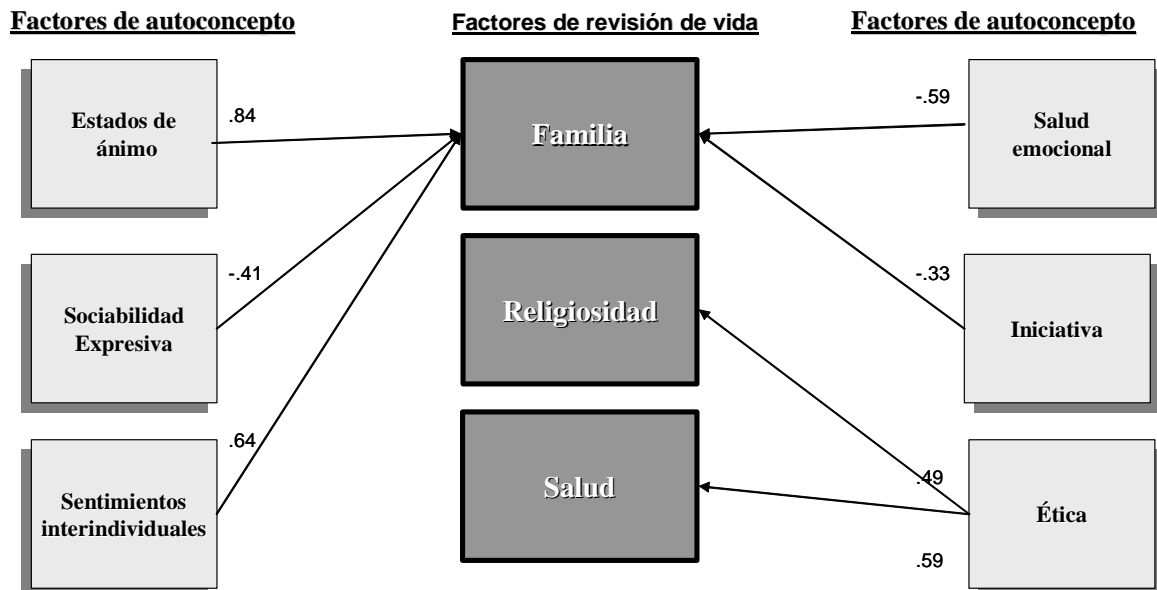 Factores de autoconcepto
Factores de revisión de vida
Factores de autoconcepto
Estados de
ánimo
.84
Familia
-.59
Salud
emocional
Sociabilidad
Expresiva
-.41
Religiosidad
-.33
Iniciativa
Sentimientos
interindividuales
.64
Salud
.49
.59
Ética